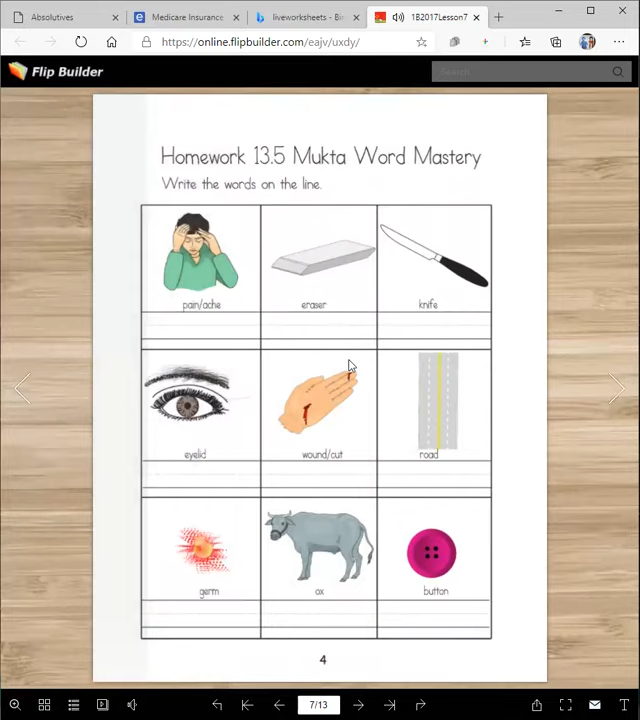 Absolutives
Medicare Insurance
liveworksheets - Bin
1B2017Lesson7
https://online.flipbuilder.com/eajv/uxdy/
Flip Builder
Search
Homework 13.5 Mukta Word Mastery
Write the words on the line.
pain/ache eraser knife
eyelid wound/cut road
germ ox button
4
7/13